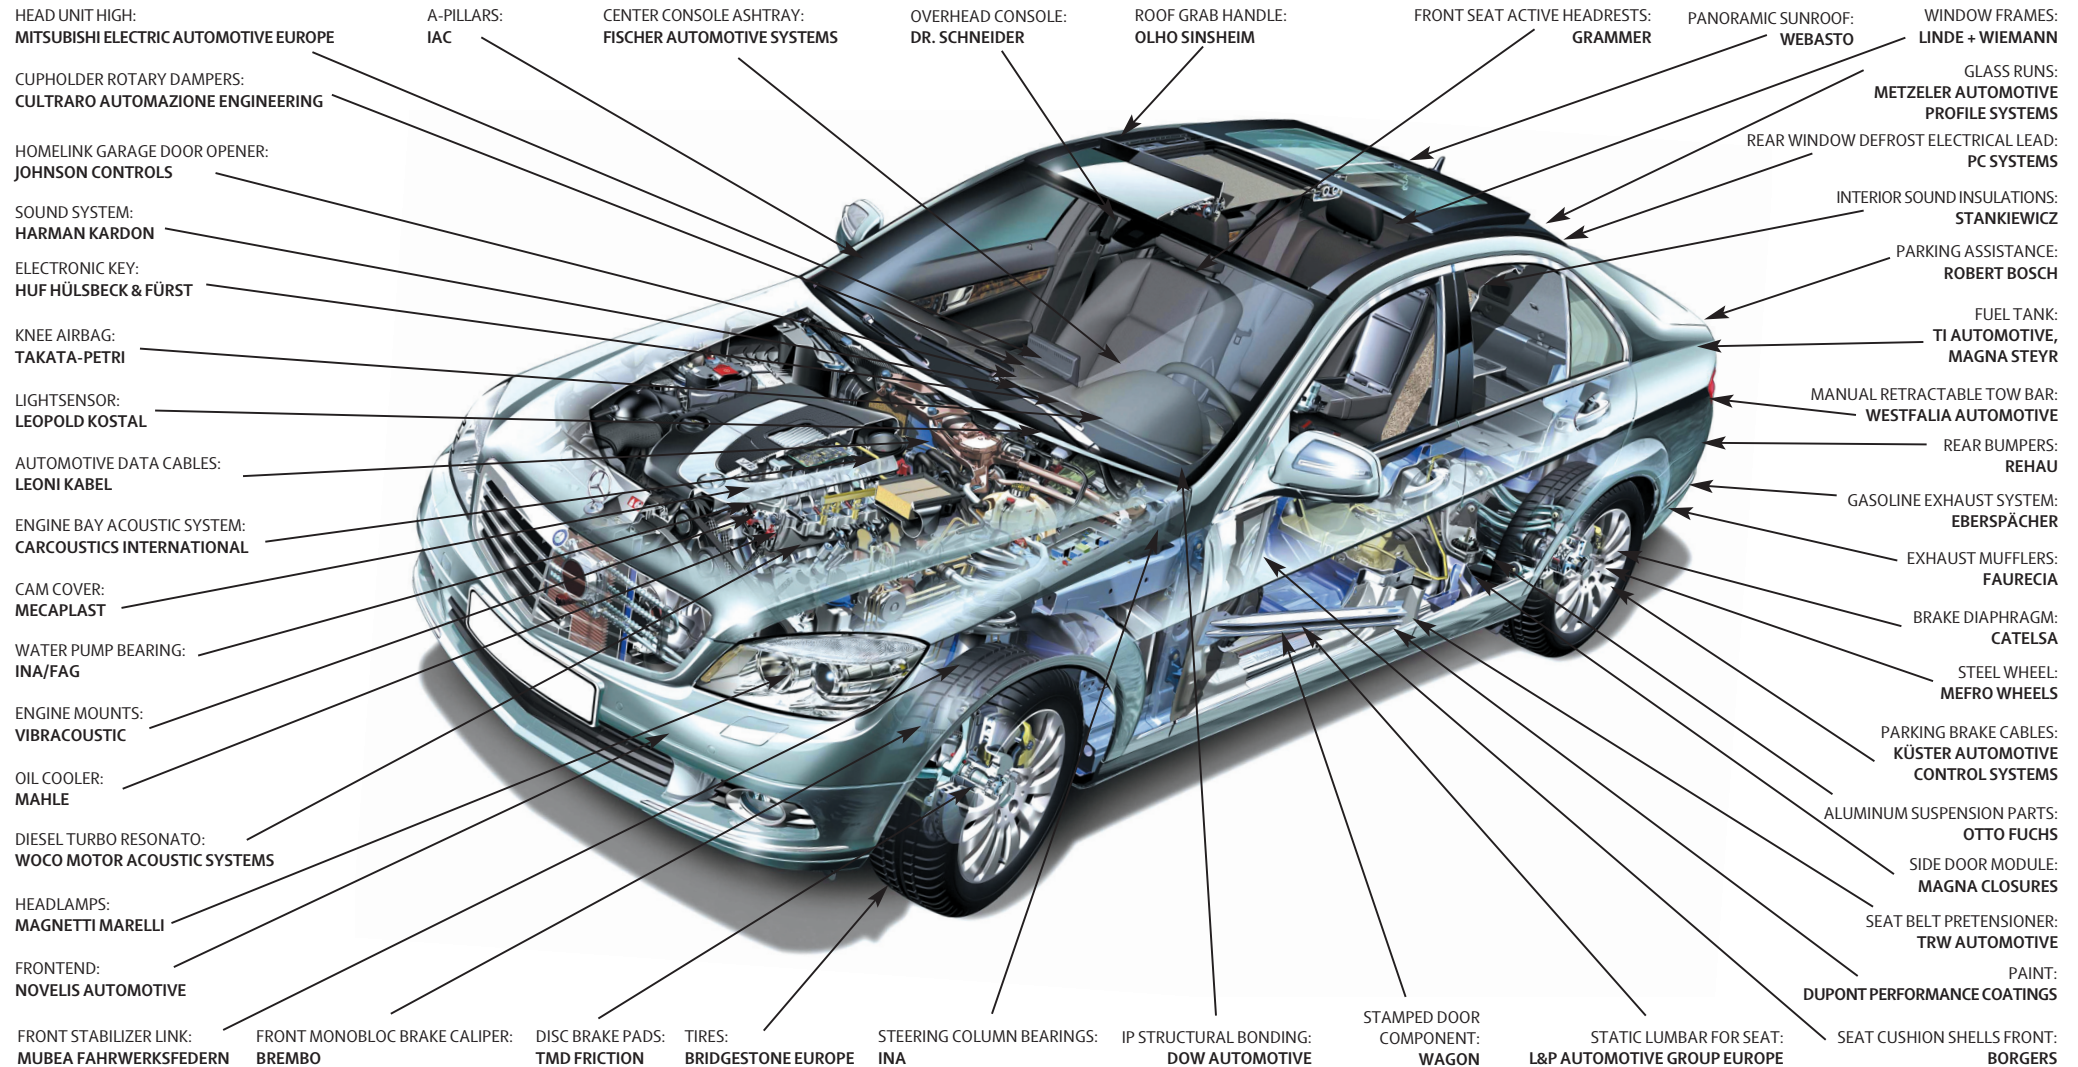 HEAD UNIT HIGH:
MITSUBISHI ELECTRIC AUTOMOTIVE EUROPE
A-PILLARS:
IAC
CENTER CONSOLE ASHTRAY:
FISCHER AUTOMOTIVE SYSTEMS
OVERHEAD CONSOLE:
DR. SCHNEIDER
ROOF GRAB HANDLE:
OLHO SINSHEIM
FRONT SEAT ACTIVE HEADRESTS:
GRAMMER
PANORAMIC SUNROOF:
WEBASTO
WINDOW FRAMES:
LINDE + WIEMANN
CUPHOLDER ROTARY DAMPERS:
CULTRARO AUTOMAZIONE ENGINEERING
HOMELINK GARAGE DOOR OPENER:
JOHNSON CONTROLS
SOUND SYSTEM:
HARMAN KARDON
ELECTRONIC KEY:
HUF HÜLSBECK & FÜRST
KNEE AIRBAG:
TAKATA-PETRI
LIGHTSENSOR:
LEOPOLD KOSTAL
AUTOMOTIVE DATA CABLES:
LEONI KABEL
ENGINE BAY ACOUSTIC SYSTEM:
CARCOUSTICS INTERNATIONAL
CAM COVER:
MECAPLAST
WATER PUMP BEARING:
INA/FAG
ENGINE MOUNTS:
VIBRACOUSTIC
OIL COOLER:
MAHLE
DIESEL TURBO RESONATO:
WOCO MOTOR ACOUSTIC SYSTEMS
HEADLAMPS:
MAGNETTI MARELLI
FRONTEND:
NOVELIS AUTOMOTIVE
GLASS RUNS:
METZELER AUTOMOTIVE
PROFILE SYSTEMS
REAR WINDOW DEFROST ELECTRICAL LEAD:
PC SYSTEMS
INTERIOR SOUND INSULATIONS:
STANKIEWICZ
PARKING ASSISTANCE:
ROBERT BOSCH
FUEL TANK:
TI AUTOMOTIVE,
MAGNA STEYR
MANUAL RETRACTABLE TOW BAR:
WESTFALIA AUTOMOTIVE
REAR BUMPERS:
REHAU
GASOLINE EXHAUST SYSTEM:
EBERSPÄCHER
EXHAUST MUFFLERS:
FAURECIA
BRAKE DIAPHRAGM:
CATELSA
STEEL WHEEL:
MEFRO WHEELS
PARKING BRAKE CABLES:
KÜSTER AUTOMOTIVE
CONTROL SYSTEMS
ALUMINUM SUSPENSION PARTS:
OTTO FUCHS
SIDE DOOR MODULE:
MAGNA CLOSURES
SEAT BELT PRETENSIONER:
TRW AUTOMOTIVE
PAINT:
DUPONT PERFORMANCE COATINGS
FRONT STABILIZER LINK:
MUBEA FAHRWERKSFEDERN
FRONT MONOBLOC BRAKE CALIPER:
BREMBO
DISC BRAKE PADS:
TMD FRICTION
TIRES:
BRIDGESTONE EUROPE
STEERING COLUMN BEARINGS:
INA
IP STRUCTURAL BONDING:
DOW AUTOMOTIVE
STAMPED DOOR
COMPONENT:
WAGON
STATIC LUMBAR FOR SEAT:
L&P AUTOMOTIVE GROUP EUROPE
SEAT CUSHION SHELLS FRONT:
BORGERS